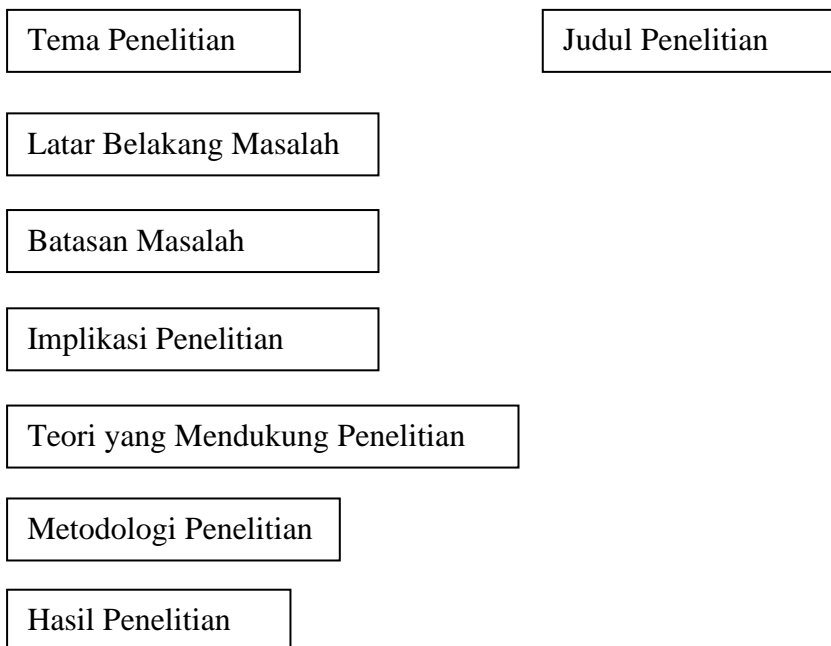 Tema Penelitian
Judul Penelitian
Latar Belakang Masalah
Batasan Masalah
Implikasi Penelitian
Teori yang Mendukung Penelitian
Metodologi Penelitian
Hasil Penelitian